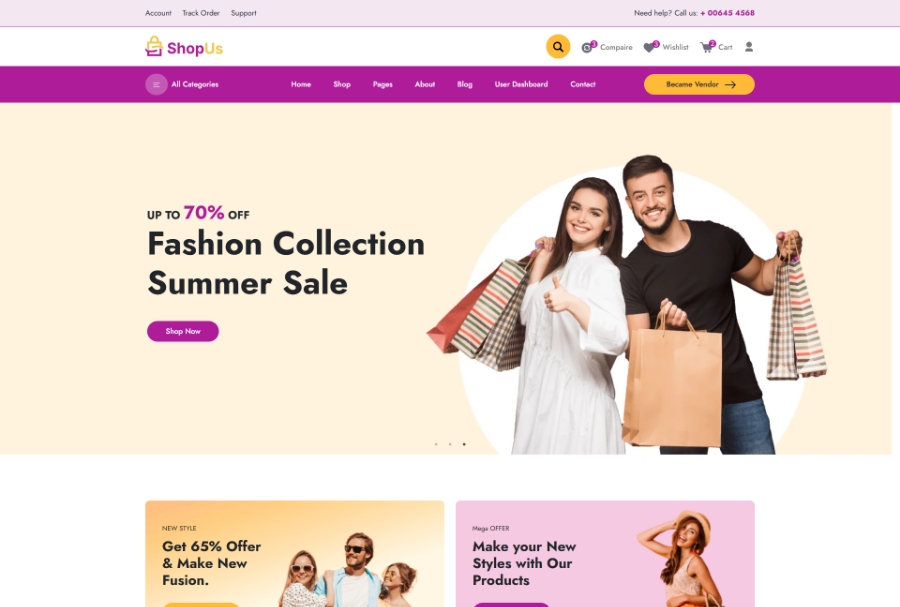 Account Track Order Support
Need help? Call us: + 00645 4568
ShopUs
3 Compaire 3 Wishlist 2 Cart
All Categories
Home Shop Pages About Blog User Dashboard Contact
Became Vendor
UP TO 70% OFF
Fashion Collection
Summer Sale
Shop Now
NEW STYLE
Get 65% Offer
& Make New
Fusion.
Mega OFFER
Make your New
Styles with Our
Products